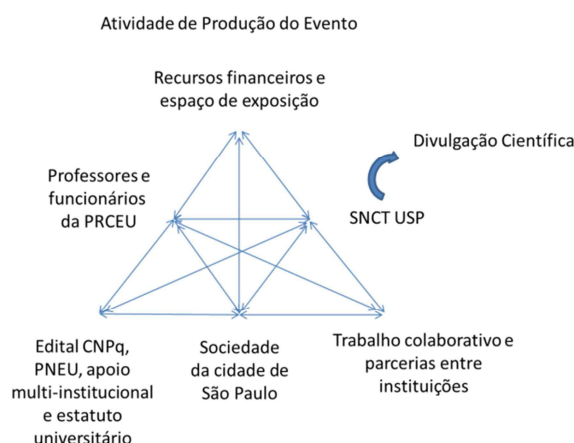 Atividade de Produção do Evento
Recursos financeiros e
espaço de exposição
Divulgação Científica
Professores e
funcionários
da PRCEU
SNCT USP
Edital CNPq,
PNEU, apoio
multi-institucional
e estatuto
universitário
Sociedade
da cidade de
São Paulo
Trabalho colaborativo e
parcerias entre
instituições